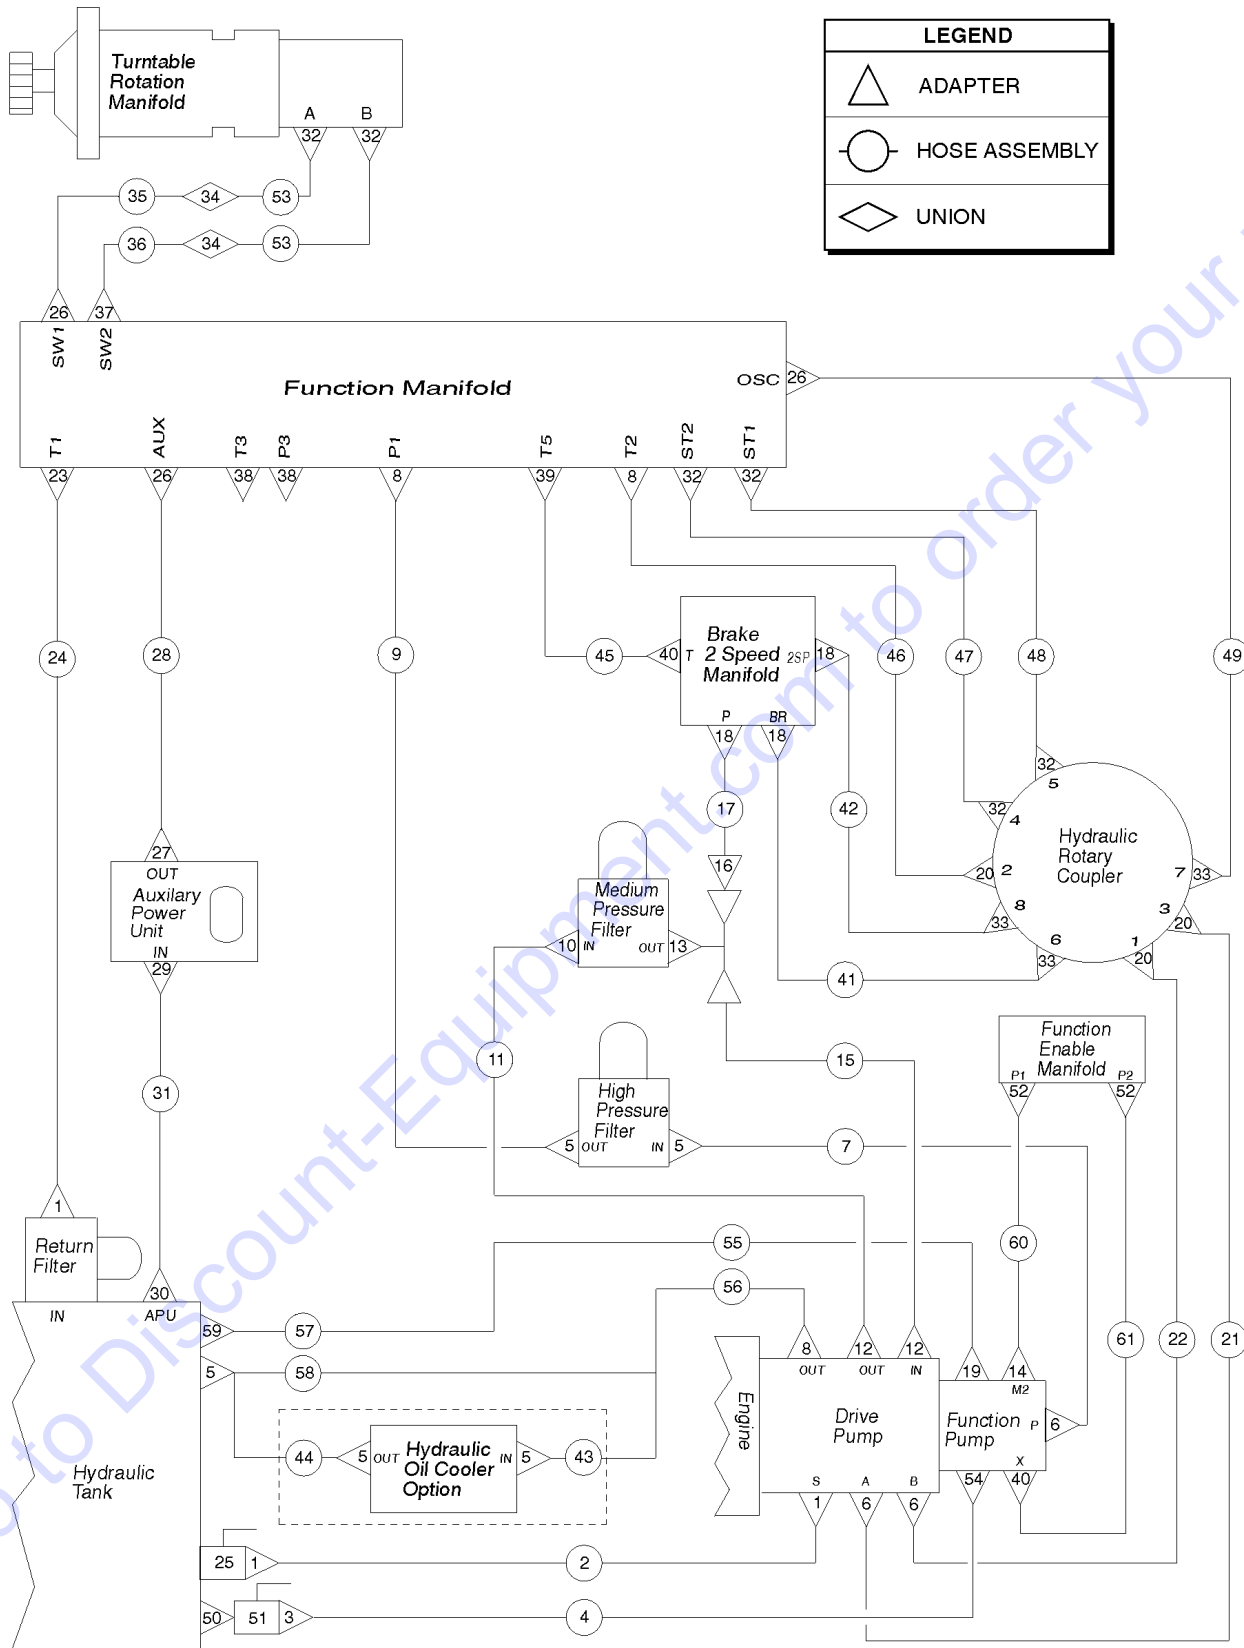 LEGEND
ADAPTER
HOSE ASSEMBLY
UNION
Turntable
Rotation
Manifold
A B
32 32
35 34 53
36 34 53
26 37
SW1 SW2
Function Manifold
OSC 26
T1 AUX T3 P3 P1 T5 T2 ST2 ST1
23 26 38 38 8 39 8 32 32
24 28 9 45 46 47 48 49
Brake
2 Speed
Manifold
40 T 2SP 18
P BR
18 18
17 42
16
32
5
32
4
20 2
8
33
6
33
7 33
3
20
1
20
Hydraulic
Rotary
Coupler
27
OUT
Auxilary
Power
Unit
IN
29
31
30
APU
Medium
Pressure
Filter
10 IN OUT 13
41
11 15
High
Pressure
Filter
5 OUT IN 5
7
Function
Enable
Manifold
P1 P2
52 52
60 61 22 21
1
Return
Filter
IN
55
56
59 57
5 58
44 5 OUT Hydraulic
Oil Cooler
Option IN 5 43
Hydraulic
Tank
Engine
8 12 12 19 14
OUT OUT IN M2
Drive
Pump
Function
Pump
P 6
X
S A B
1 6 6 54 40
25 1 2
50 51 3 4
to Discount-Equipment.com to order your